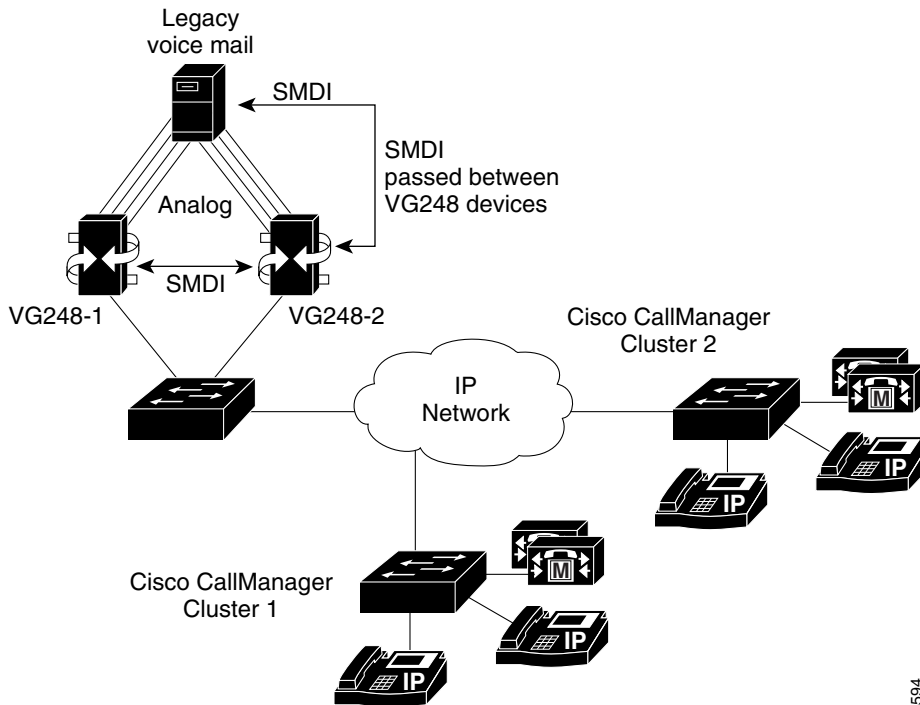 Legacy
voice mail
SMDI
SMDI
passed between
VG248 devices
Analog
SMDI
VG248-1
VG248-2
Cisco CallManager
Cluster 2
IP
Network
M
IP
IP
Cisco CallManager
Cluster 1
M
IP
IP
594